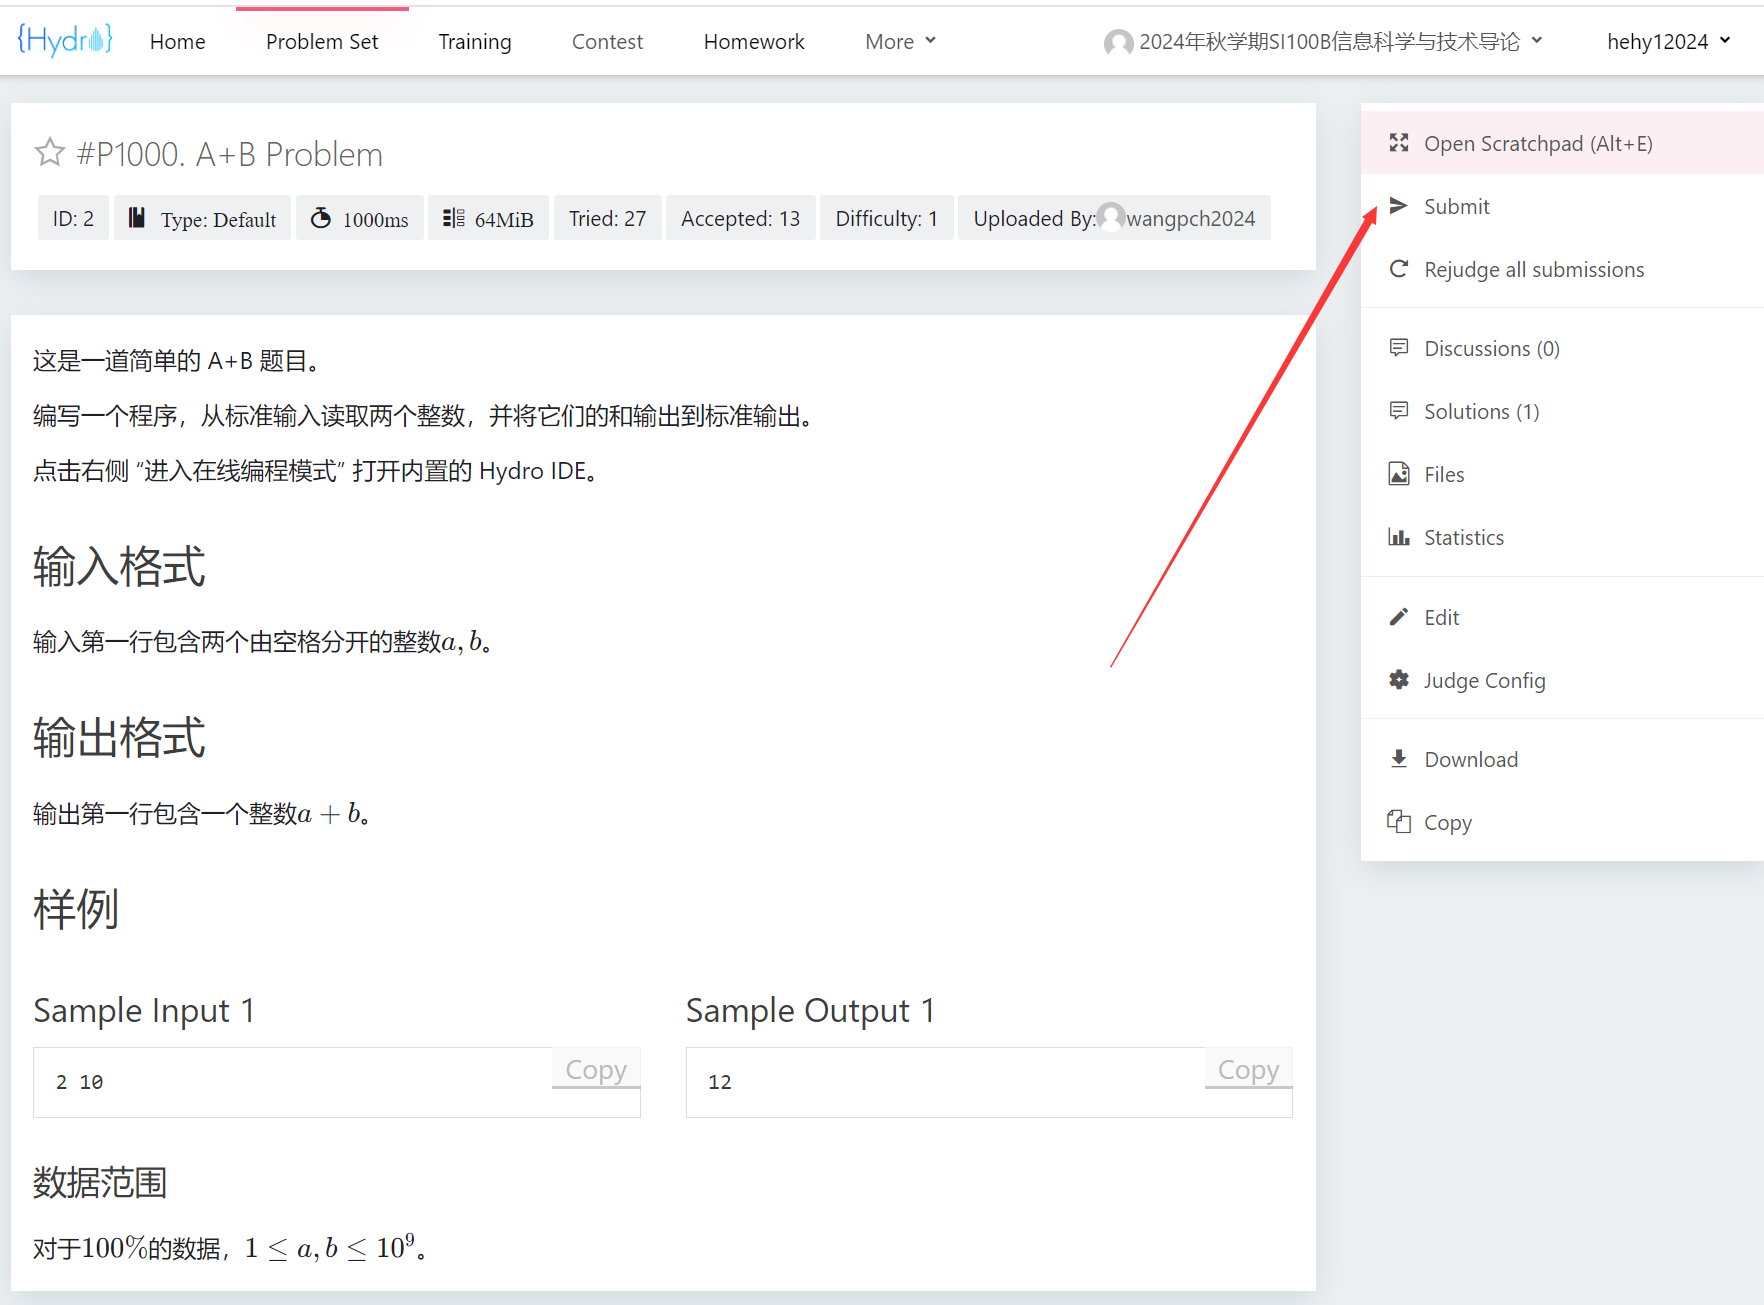 {Hydro}
Home
Problem Set
Training
Contest
Homework
More
2024年秋学期SI100B信息科学与技术导论
hehy12024
#P1000. A+B Problem
ID: 2
Type: Default
1000ms
64MiB
Tried: 27
Accepted: 13
Difficulty: 1
Uploaded By: wangpch2024
这是一道简单的 A+B 题目。
编写一个程序，从标准输入读取两个整数，并将它们的和输出到标准输出。
点击右侧 “进入在线编程模式” 打开内置的 Hydro IDE。
输入格式
输入第一行包含两个由空格分开的整数a, b。
输出格式
输出第一行包含一个整数a + b。
样例
Sample Input 1
Copy
2 10
Sample Output 1
Copy
12
数据范围
对于100%的数据，1 ≤ a, b ≤ 10⁹。
Open Scratchpad (Alt+E)
Submit
Rejudge all submissions
Discussions (0)
Solutions (1)
Files
Statistics
Edit
Judge Config
Download
Copy